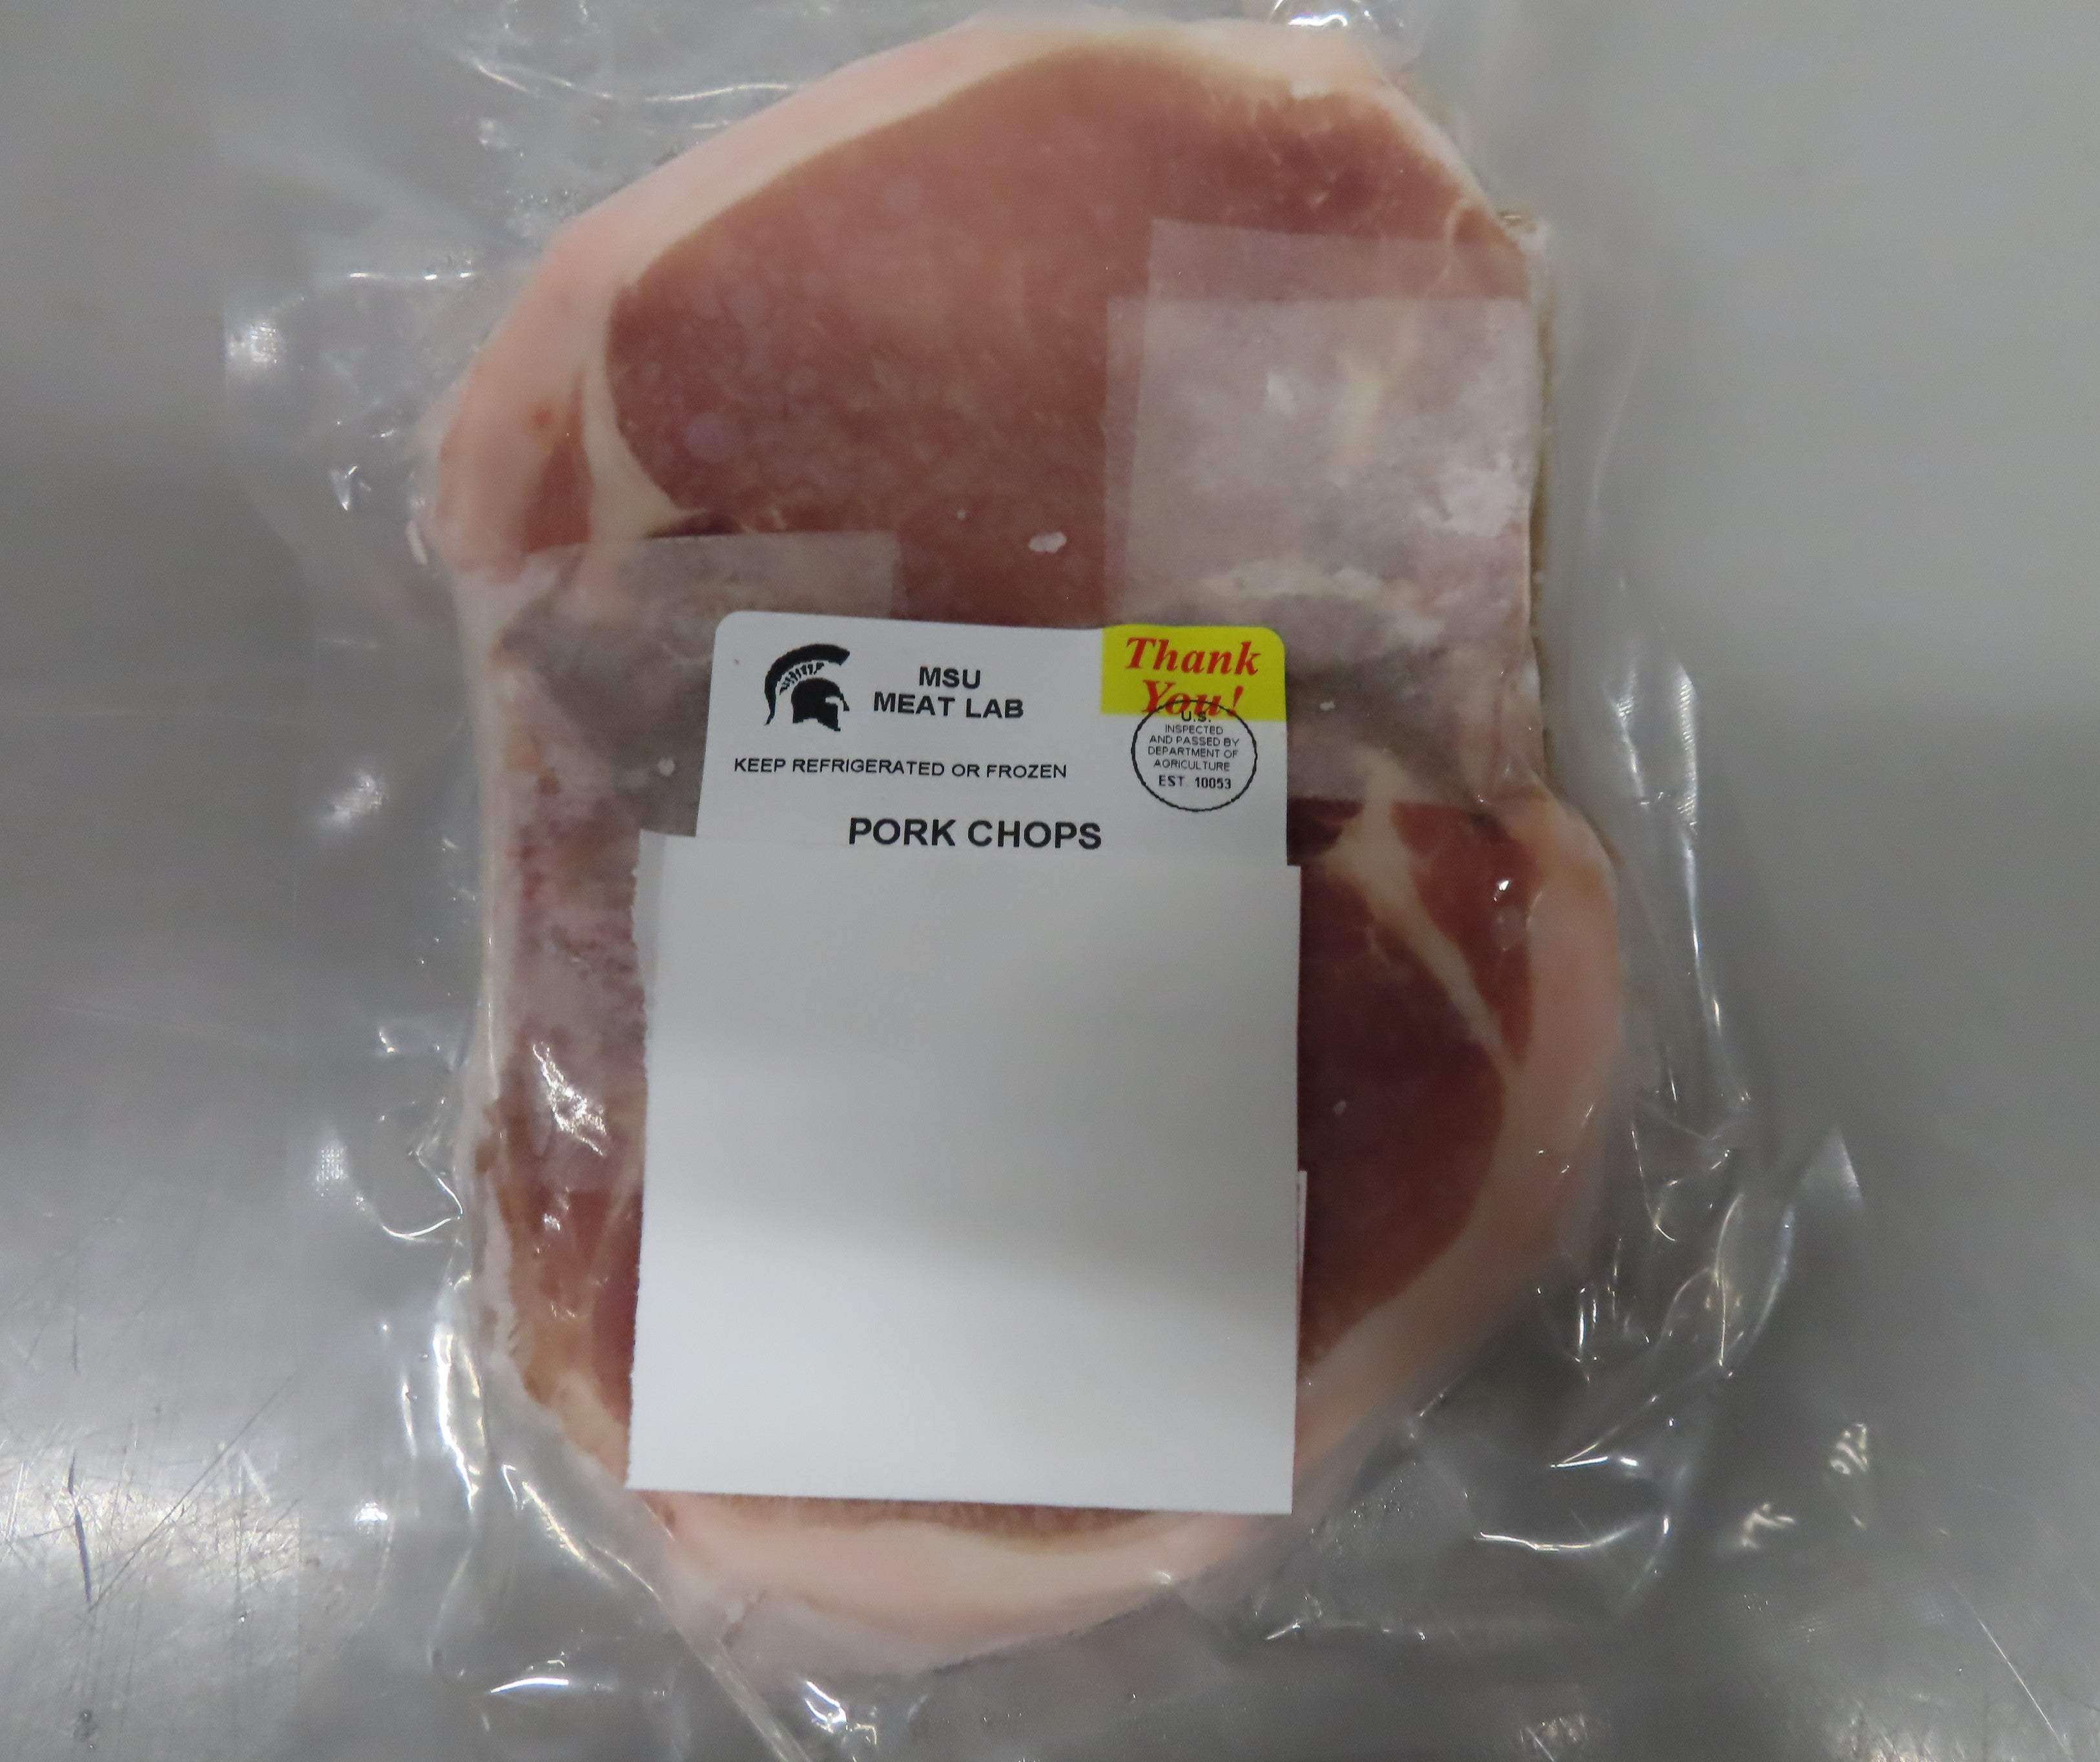 MSU
MEAT LAB
Thank
You!
U.S.
INSPECTED
AND PASSED BY
DEPARTMENT OF
AGRICULTURE
EST. 10053
KEEP REFRIGERATED OR FROZEN
PORK CHOPS